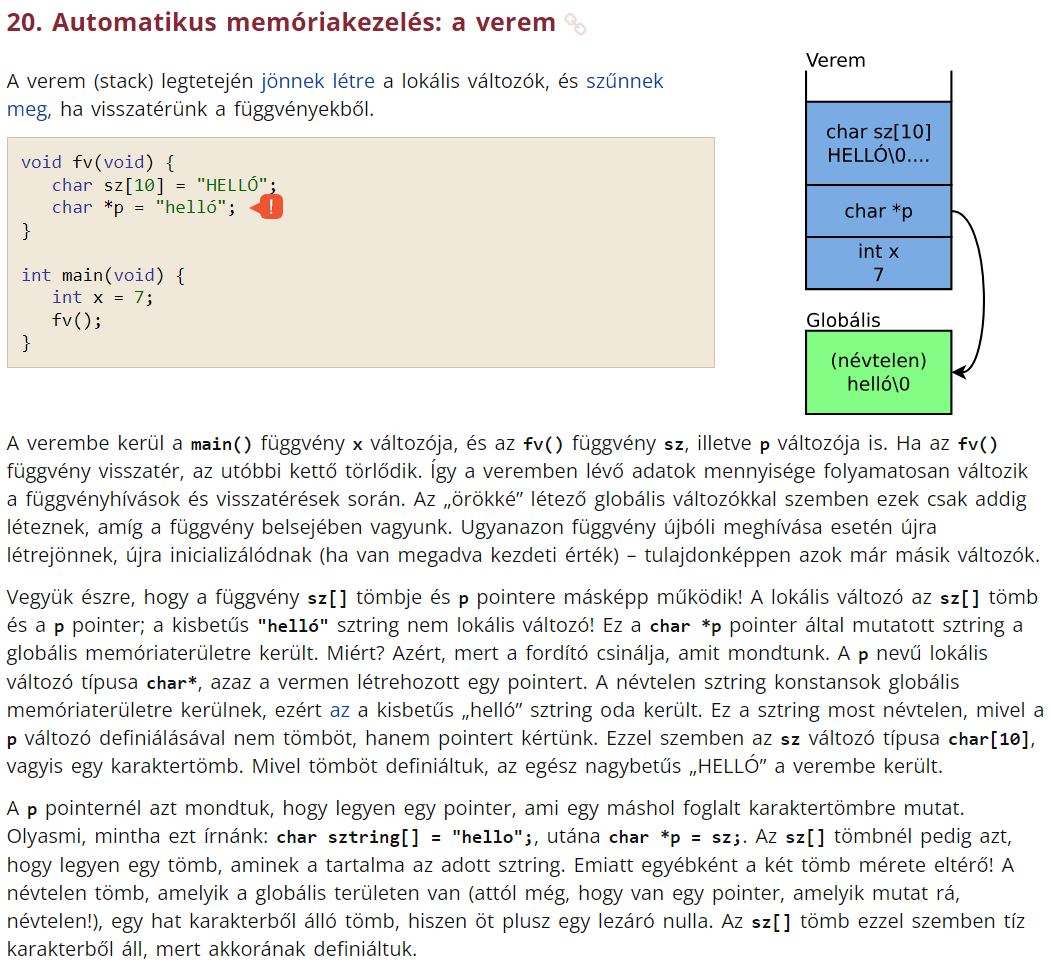 20. Automatikus memóriakezelés: a verem
A verem (stack) legtetején jönnek létre a lokális változók, és szűnnek
meg, ha visszatérünk a függvényekből.
void fv(void) {
char sz[10] = "HELLÓ";
char *p = "helló";
!
}
int main(void) {
int x = 7;
fv();
}
Verem
char sz[10]
HELLÓ\0....
char *p
int x
7
Globális
(névtelen)
helló\0
A verembe kerül a main() függvény x változója, és az fv() függvény sz, illetve p változója is. Ha az fv()
függvény visszatér, az utóbbi kettő törlődik. Így a veremben lévő adatok mennyisége folyamatosan változik
a függvényhívások és visszatérések során. Az „örökké” létező globális változókkal szemben ezek csak addig
léteznek, amíg a függvény belsejében vagyunk. Ugyanazon függvény újbóli meghívása esetén újra
létrejönnek, újra inicializálódnak (ha van megadva kezdeti érték) – tulajdonképpen azok már másik változók.
Vegyük észre, hogy a függvény sz[] tömbje és p pointere másképp működik! A lokális változó az sz[] tömb
és a p pointer; a kisbetűs "helló" sztring nem lokális változó! Ez a char *p pointer által mutatott sztring a
globális memóriaterületre került. Miért? Azért, mert a fordító csinálja, amit mondtunk. A p nevű lokális
változó típusa char*, azaz a vermen létrehozott egy pointert. A névtelen sztring konstansok globális
memóriaterületre kerülnek, ezért az a kisbetűs „helló” sztring oda került. Ez a sztring most névtelen, mivel a
p változó definiálásával nem tömböt, hanem pointert kértünk. Ezzel szemben az sz változó típusa char[10],
vagyis egy karaktertömb. Mivel tömböt definiáltuk, az egész nagybetűs „HELLÓ” a verembe került.
A p pointernél azt mondtuk, hogy legyen egy pointer, ami egy máshol foglalt karaktertömbre mutat.
Olyasmi, mintha ezt írnánk: char sztring[] = "hello";, utána char *p = sz;. Az sz[] tömbnél pedig azt,
hogy legyen egy tömb, aminek a tartalma az adott sztring. Emiatt egyébként a két tömb mérete eltérő! A
névtelen tömb, amelyik a globális területen van (attól még, hogy van egy pointer, amelyik mutat rá,
névtelen!), egy hat karakterből álló tömb, hiszen öt plusz egy lezáró nulla. Az sz[] tömb ezzel szemben tíz
karakterből áll, mert akkorának definiáltuk.